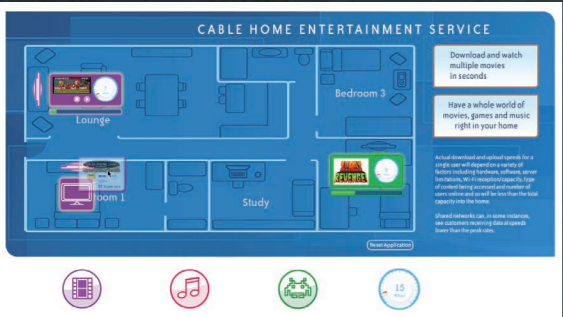 CABLE HOME ENTERTAINMENT SERVICE
Download and watch
multiple movies
in seconds
Bedroom 3
Have a whole world of
movies, games and music
right in your home
Lounge
Actual download and upload speeds for a
single user will depend on a variety of
factors including hardware, software, server
limitations, Wi-Fi reception/capacity, type
of content being accessed and number of
users online and so will be less than the total
capacity into the home.
REVENGE
room 1
Study
Shared networks can, in some instances,
see customers receiving data at speeds
lower than the peak rates.
Reset Application
15